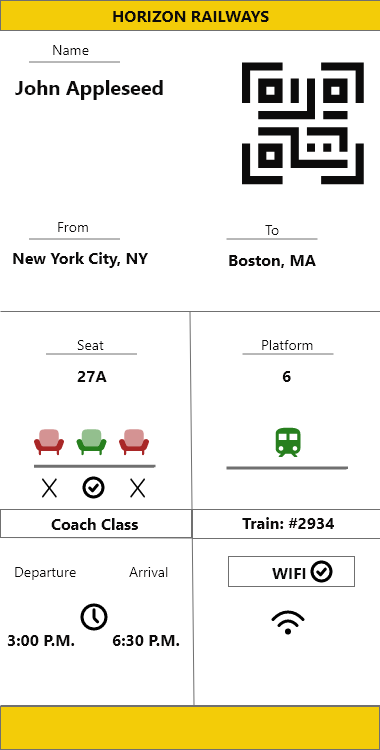 HORIZON RAILWAYS
Name
John Appleseed
From
To
New York City, NY
Boston, MA
Seat
Platform
27A
6
Coach Class
Train: #2934
Departure
Arrival
WIFI
3:00 P.M.
6:30 P.M.